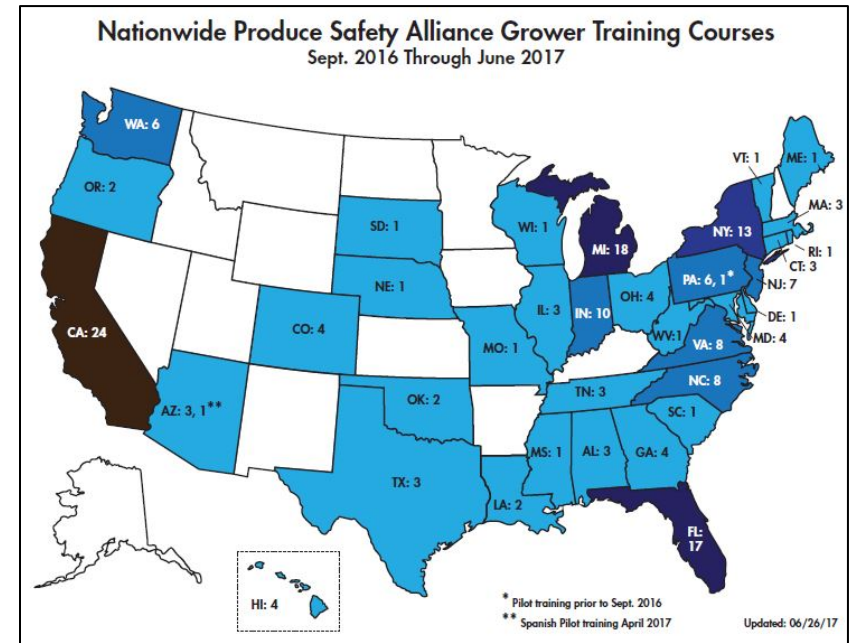 Nationwide Produce Safety Alliance Grower Training Courses
Sept. 2016 Through June 2017
WA: 6
OR: 2
CA: 24
AZ: 3, 1**
CO: 4
SD: 1
NE: 1
OK: 2
TX: 3
MO: 1
LA: 2
WI: 1
IL: 3
MI: 18
IN: 10
OH: 4
WV:1
TN: 3
MS: 1
AL: 3
GA: 4
SC: 1
NC: 8
VA: 8
FL:
17
PA: 6, 1*
NY: 13
VT: 1
ME: 1
MA: 3
RI: 1
CT: 3
NJ: 7
DE: 1
MD: 4
HI: 4
* Pilot training prior to Sept. 2016
** Spanish Pilot training April 2017
Updated: 06/26/17